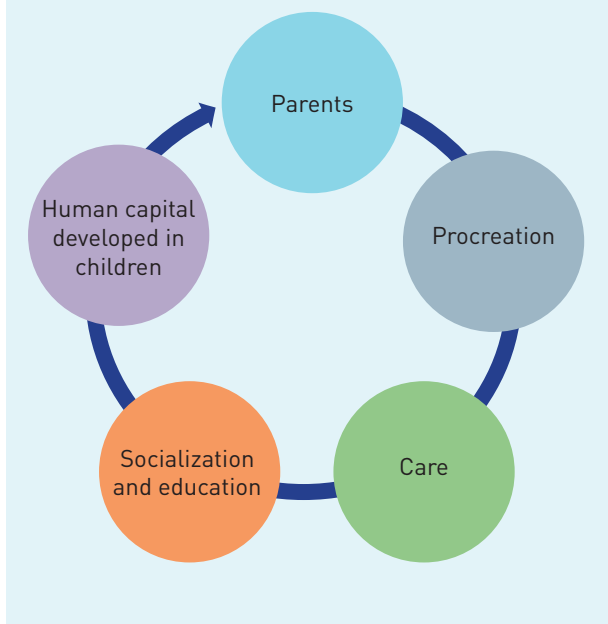 Parents
Procreation
Care
Socialization
and education
Human capital
developed in
children